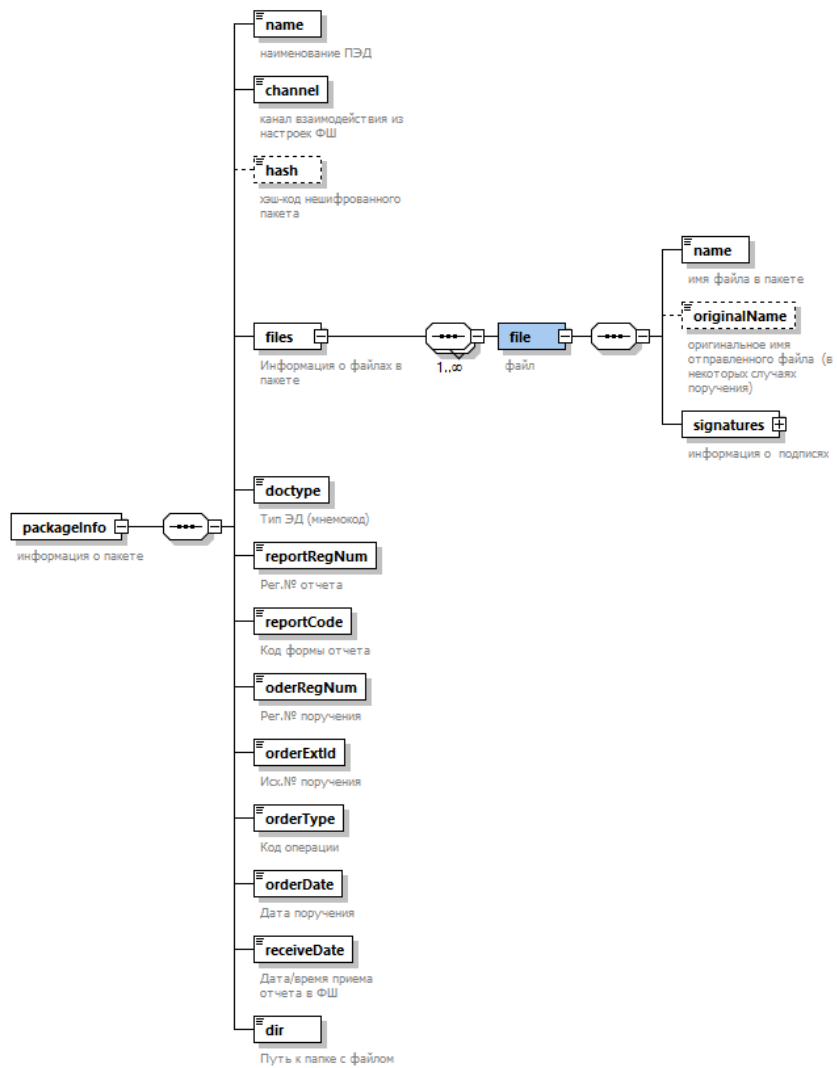 name
наименование ПЭД
channel
канал взаимодействия из
настроек ФШ
hash
хэш-код нешифрованного
пакета
files
Информация о файлах в
пакете
1..∞
file
файл
name
имя файла в пакете
originalName
оригинальное имя
отправленного файла (в
некоторых случаях
поручения)
signatures
информация о подписях
packageInfo
информация о пакете
doctype
Тип ЭД (мнемокод)
reportRegNum
Рег.№ отчета
reportCode
Код формы отчета
oderRegNum
Рег.№ поручения
orderExtId
Исх.№ поручения
orderType
Код операции
orderDate
Дата поручения
receiveDate
Дата/время приема
отчета в ФШ
dir
Путь к папке с файлом